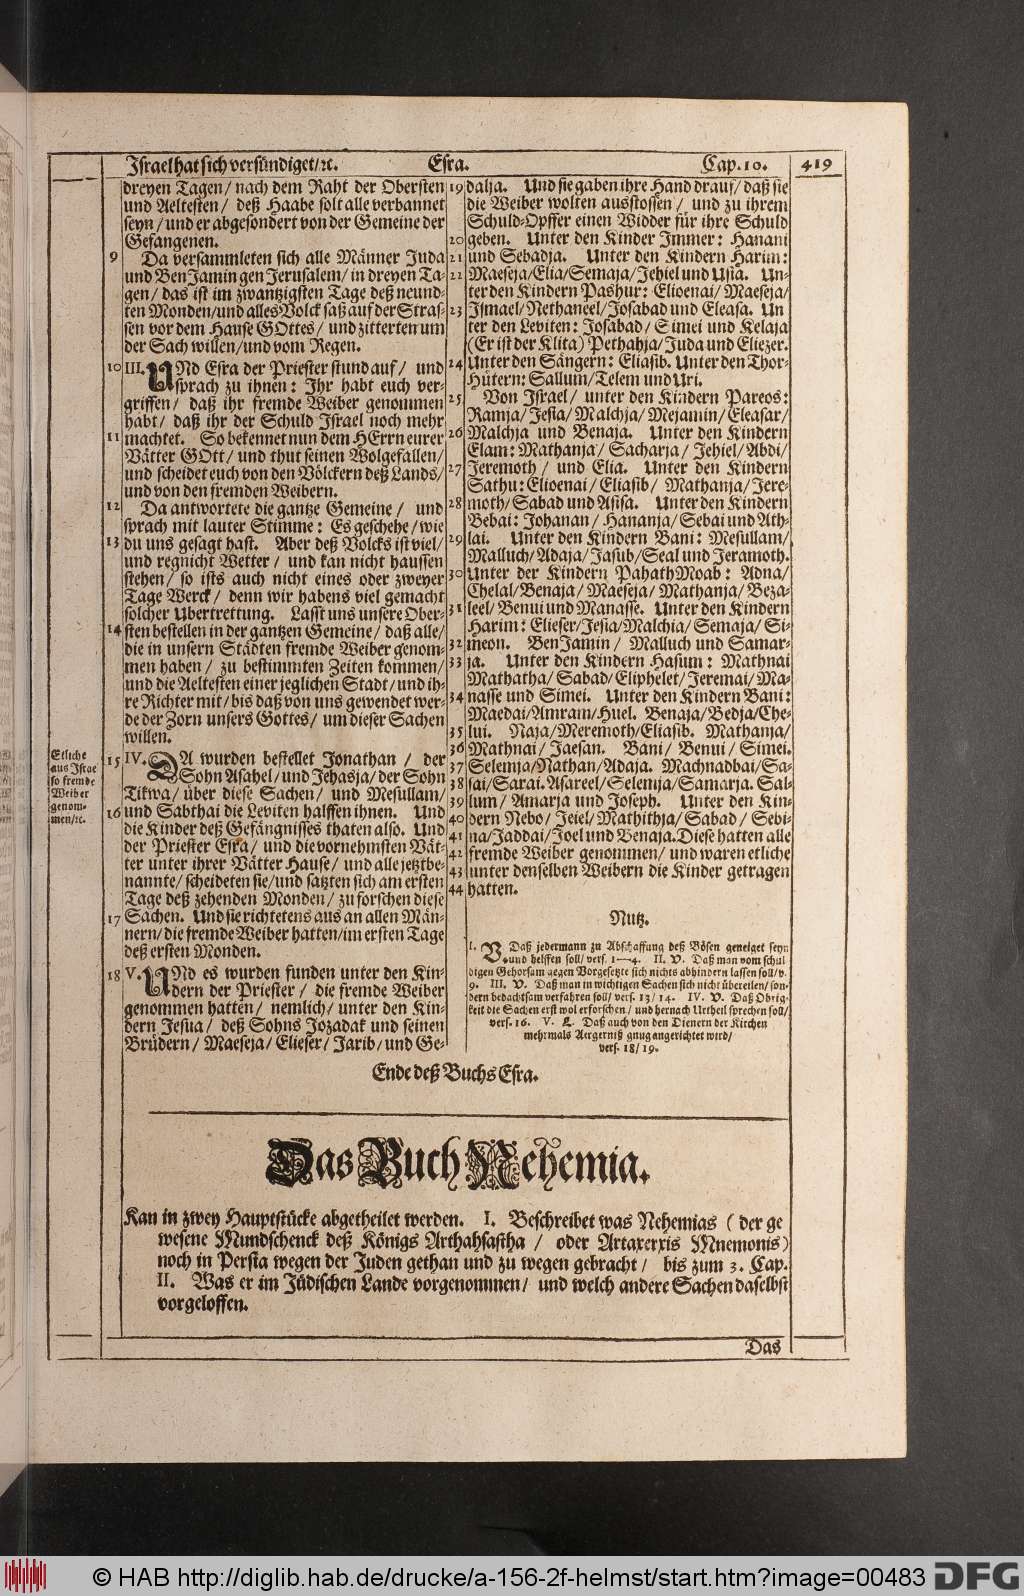 Israel hat sich versündiget/ꝛc. Esra. Cap. 10. 419
dreyen Tagen/ nach dem Raht der Obersten
und Aeltesten/ deß Haabe solt alle verbannet
seyn/ und er abgesondert von der Gemeine der
Gefangenen.
9 Da versammleten sich alle Männer Juda
und BenJamin gen Jerusalem/ in dreyen Ta-
gen/ das ist im zwantzigsten Tage deß neund-
ten Monden/ und alles Volck saß auf der Stras-
sen vor dem Hause GOttes/ und zitterten um
der Sach willen/ und vom Regen.
10 III. UNd Esra der Priester stund auf/ und
sprach zu ihnen: Ihr habt euch ver-
griffen/ daß ihr fremde Weiber genommen
habt/ daß ihr der Schuld Israel noch mehr
11 machtet. So bekennet nun dem HErrn eurer
Vätter GOtt/ und thut seinen Wolgefallen/
und scheidet euch von den Völckern deß Lands/
und von den fremden Weibern.
12 Da antwortete die gantze Gemeine/ und
sprach mit lauter Stimme: Es geschehe/ wie
13 du uns gesagt hast. Aber deß Volcks ist viel/
und regnicht Wetter/ und kan nicht haussen
stehen/ so ists auch nicht eines oder zweyer
Tage Werck/ denn wir habens viel gemacht
solcher Ubertrettung. Lasst uns unsere Ober-
14 sten bestellen in der gantzen Gemeine/ daß alle/
die in unsern Städten fremde Weiber genom-
men haben/ zu bestimmten Zeiten kommen/
und die Aeltesten einer jeglichen Stadt/ und ih-
re Richter mit/ bis daß von uns gewendet wer-
de der Zorn unsers Gottes/ um dieser Sachen
willen.
Etliche
aus Israe
so fremde
Weiber
genom-
men/ꝛc.
15 IV. DA wurden bestellet Jonathan/ der
Sohn Asahel/ und Jehasja/ der Sohn
Tikwa/ über diese Sachen/ und Mesullam/
16 und Sabthai die Leviten halffen ihnen. Und
die Kinder deß Gefängnisses thaten also. Und
der Priester Esra/ und die vornehmsten Vät-
ter unter ihrer Vätter Hause/ und alle jetztbe-
nannte/ scheideten sie/ und satzten sich am ersten
Tage deß zehenden Monden/ zu forschen diese
17 Sachen. Und sie richtetens aus an allen Män-
nern/ die fremde Weiber hatten/ im ersten Tage
deß ersten Monden.
18 V. UNd es wurden funden unter den Kin-
dern der Priester/ die fremde Weiber
genommen hatten/ nemlich/ unter den Kin-
dern Jesua/ deß Sohns Jozadak und seinen
Brüdern/ Maeseja/ Elieser/ Jarib/ und Ge-
19 dalja. Und sie gaben ihre Hand drauf/ daß sie
die Weiber wolten ausstossen/ und zu ihrem
Schuld-Opffer einen Widder für ihre Schuld
20 geben. Unter den Kinder Immer: Hanani
21 und Sebadja. Unter den Kindern Harim:
22 Maeseja/ Elia/ Semaja/ Jehiel und Usia. Un-
ter den Kindern Pashur: Elioenai/ Maeseja/
23 Ismael/ Nethaneel/ Josabad und Eleasa. Un
ter den Leviten: Josabad/ Simei und Kelaja
(Er ist der Klita) Pethahja/ Juda und Eliezer.
24 Unter den Sängern: Eliasib. Unter den Thor-
Hütern: Sallum/ Telem und Uri.
25 Von Israel/ unter den Kindern Pareos:
Ramja/ Jesia/ Malchja/ Mejamin/ Eleasar/
26 Malchja und Benaja. Unter den Kindern
Elam: Mathanja/ Sacharja/ Jehiel/ Abdi/
27 Jeremoth/ und Elia. Unter den Kindern
Sathu: Elioenai/ Eliasib/ Mathanja/ Jere-
28 moth/ Sabad und Asisa. Unter den Kindern
Bebai: Johanan/ Hananja/ Sebai und Ath-
29 lai. Unter den Kindern Bani: Mesullam/
Malluch/ Adaja/ Jasub/ Seal und Jeramoth.
30 Unter der Kindern PahathMoab: Adna/
Chelal/ Benaja/ Maeseja/ Mathanja/ Beza-
31 leel/ Benui und Manasse. Unter den Kindern
Harim: Elieser/ Jesia/ Malchia/ Semaja/ Si-
32 meon. BenJamin/ Malluch und Samar-
33 ja. Unter den Kindern Hasum: Mathnai
Mathatha/ Sabad/ Eliphelet/ Jeremai/ Ma-
34 nasse und Simei. Unter den Kindern Bani:
Maedai/ Amram/ Huel. Benaja/ Bedja/ Che-
35 lui. Naja/ Meremoth/ Eliasib. Mathanja/
36 Mathnai/ Jaesan. Bani/ Benui/ Simei.
37 Selemja/ Nathan/ Adaja. Machnadbai/ Sa-
38 sai/ Sarai. Asareel/ Selemja/ Samarja. Sal-
39 lum/ Amarja und Joseph. Unter den Kin-
40 dern Nebo/ Jeiel/ Mathithja/ Sabad/ Sebi-
41 na/ Jaddai/ Joel und Benaja. Diese hatten alle
42 fremde Weiber genommen/ und waren etliche
43 unter denselben Weibern die Kinder getragen
44 hatten.
Nutz.
I. V. Daß jedermann zu Abschaffung deß Bösen geneiget seyn
und helffen soll/ vers. 1–4. II. V. Daß man vom schul
digen Gehorsam gegen Vorgesetzte sich nichts abhindern lassen soll/ v.
9. III. V. Daß man in wichtigen Sachen sich nicht übereilen/ son-
dern bedachtsam verfahren soll/ vers. 13/ 14. IV. V. Daß Obrig-
keit die Sachen erst wol erforschen/ und hernach Urtheil sprechen soll/
vers. 16. V. L. Daß auch von den Dienern der Kirchen
mehrmals Aergerniß gnug angerichtet wird/
vers. 18/ 19.
Ende deß Buchs Esra.
Das Buch Nehemia.
Kan in zwey Hauptstücke abgetheilet werden. I. Beschreibet was Nehemias (der ge
wesene Mundschenck deß Königs Arthahsastha/ oder Artaxerxis Mnemonis)
noch in Persia wegen der Juden gethan und zu wegen gebracht/ bis zum 3. Cap.
II. Was er im Jüdischen Lande vorgenommen/ und welch andere Sachen daselbst
vorgeloffen.
Das
© HAB http://diglib.hab.de/drucke/a-156-2f-helmst/start.htm?image=00483 DFG